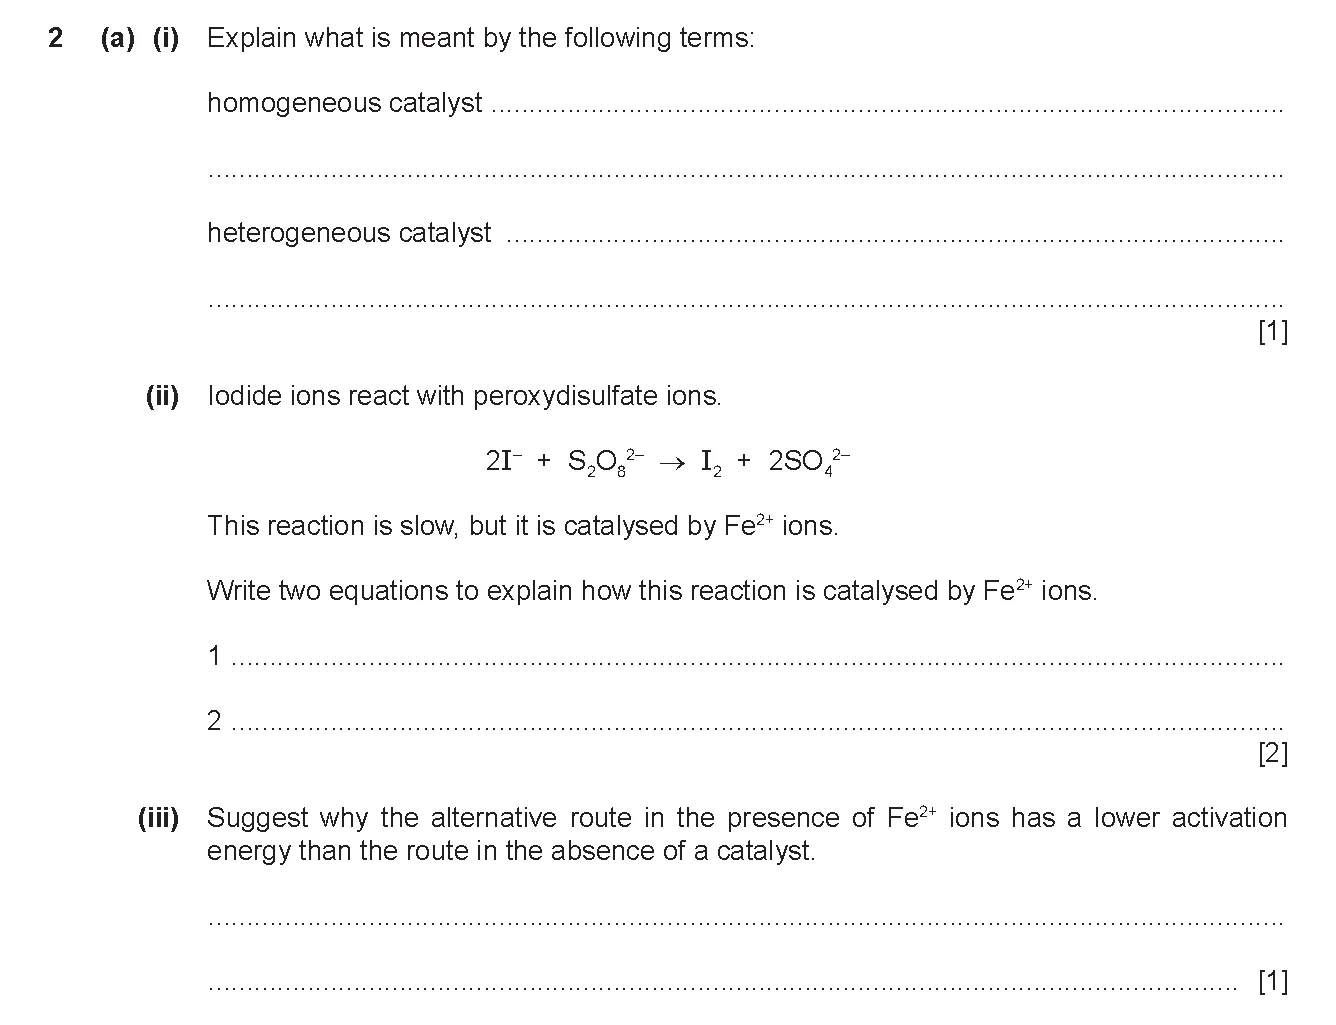 2 (a) (i) Explain what is meant by the following terms:
homogeneous catalyst ..........................................................................................................
................................................................................................................................................
heterogeneous catalyst ........................................................................................................
................................................................................................................................................
[1]
(ii) Iodide ions react with peroxydisulfate ions.
2I⁻ + S₂O₈²⁻ → I₂ + 2SO₄²⁻
This reaction is slow, but it is catalysed by Fe²⁺ ions.
Write two equations to explain how this reaction is catalysed by Fe²⁺ ions.
1 .............................................................................................................................................
2 .............................................................................................................................................
[2]
(iii) Suggest why the alternative route in the presence of Fe²⁺ ions has a lower activation
energy than the route in the absence of a catalyst.
................................................................................................................................................
.......................................................................................................................................... [1]